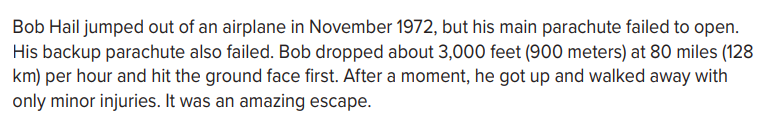 Bob Hail jumped out of an airplane in November 1972, but his main parachute failed to open.
His backup parachute also failed. Bob dropped about 3,000 feet (900 meters) at 80 miles (128
km) per hour and hit the ground face first. After a moment, he got up and walked away with
only minor injuries. It was an amazing escape.